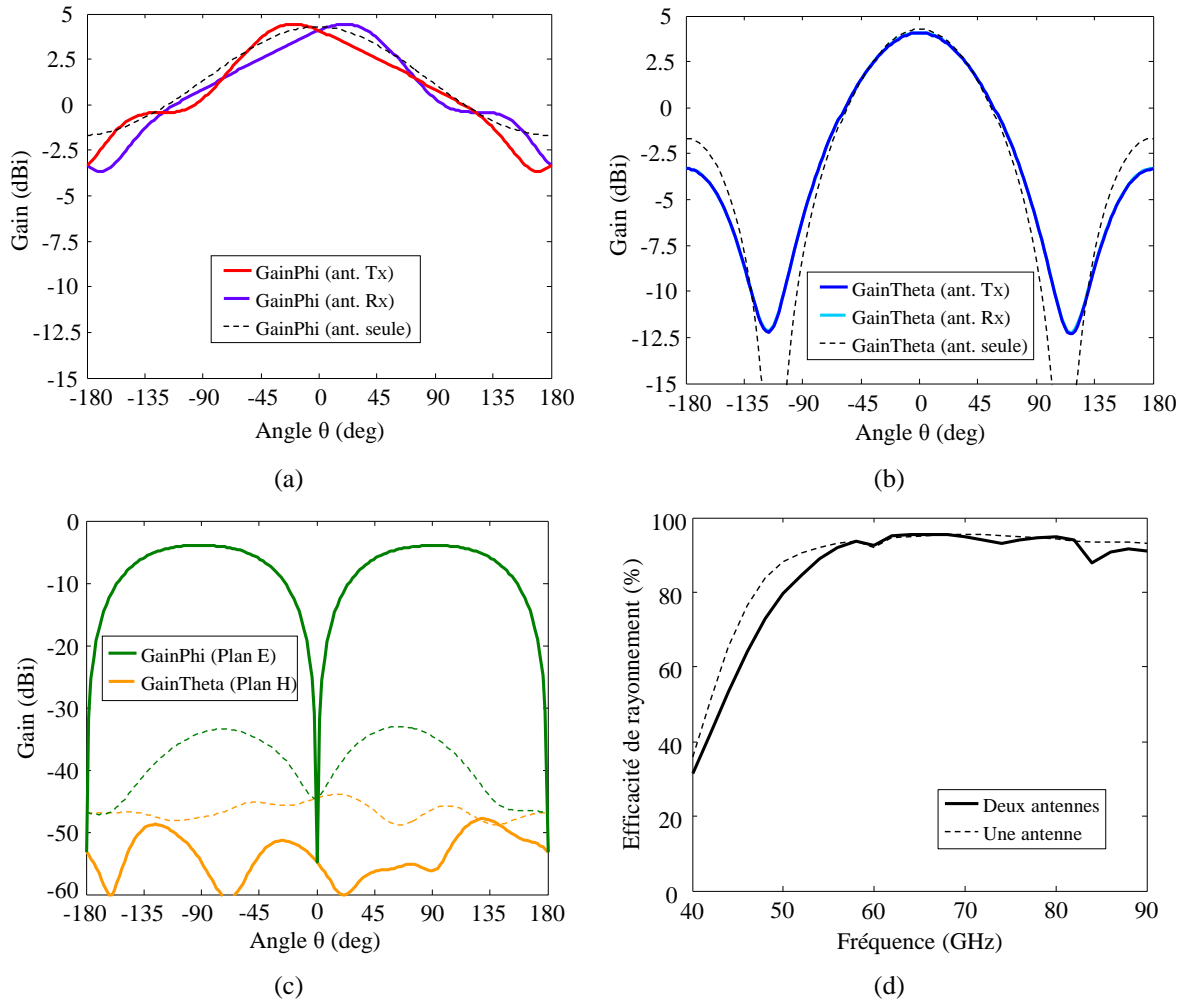 5
2.5
0
-2.5
-5
-7.5
-10
-12.5
-15
Gain (dBi)
GainPhi (ant. Tx)
GainPhi (ant. Rx)
GainPhi (ant. seule)
-180 -135 -90 -45 0 45 90 135 180
Angle θ (deg)
(a)
5
2.5
0
-2.5
-5
-7.5
-10
-12.5
-15
Gain (dBi)
GainTheta (ant. Tx)
GainTheta (ant. Rx)
GainTheta (ant. seule)
-180 -135 -90 -45 0 45 90 135 180
Angle θ (deg)
(b)
0
-10
-20
-30
-40
-50
-60
Gain (dBi)
GainPhi (Plan E)
GainTheta (Plan H)
-180 -135 -90 -45 0 45 90 135 180
Angle θ (deg)
(c)
100
80
60
40
20
0
Efficacité de rayonnement (%)
Deux antennes
Une antenne
40 50 60 70 80 90
Fréquence (GHz)
(d)